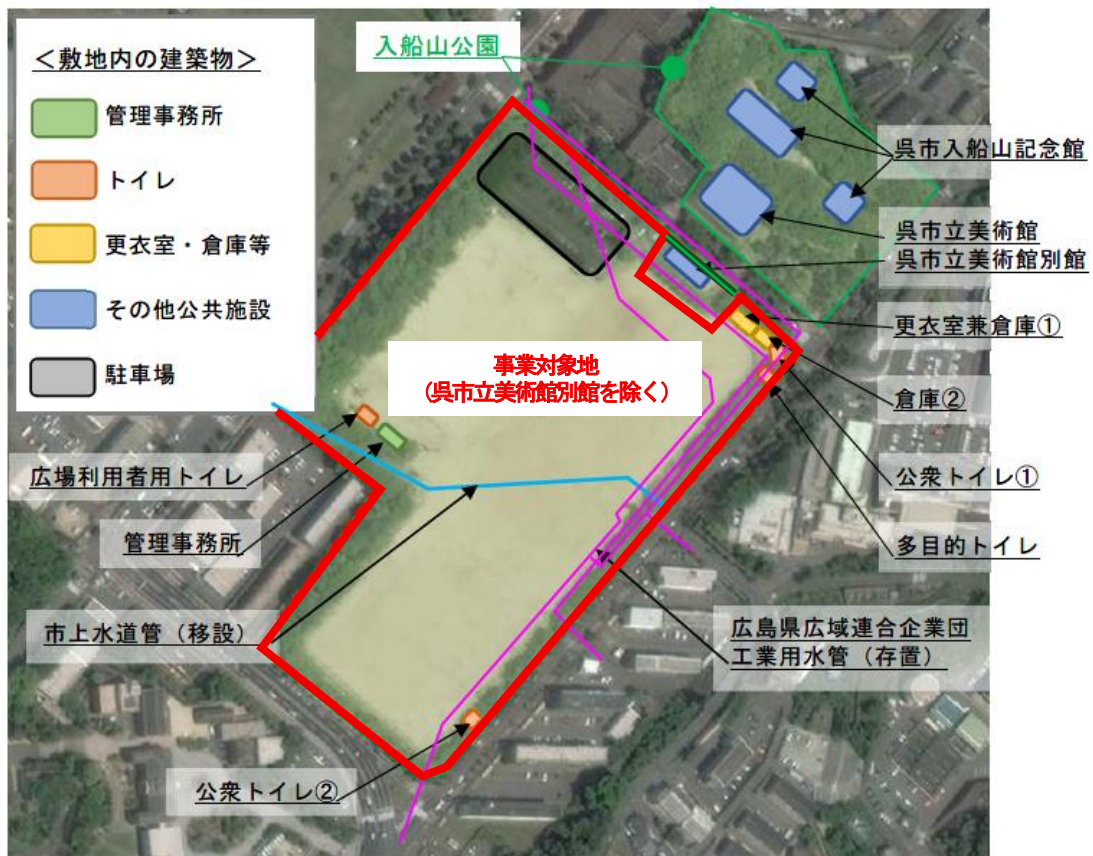 ＜敷地内の建築物＞
管理事務所
トイレ
更衣室・倉庫等
その他公共施設
駐車場
入船山公園
呉市入船山記念館
呉市立美術館
呉市立美術館別館
更衣室兼倉庫①
倉庫②
公衆トイレ①
多目的トイレ
事業対象地
（呉市立美術館別館を除く）
広場利用者用トイレ
管理事務所
市上水道管（移設）
広島県広域連合企業団
工業用水管（存置）
公衆トイレ②